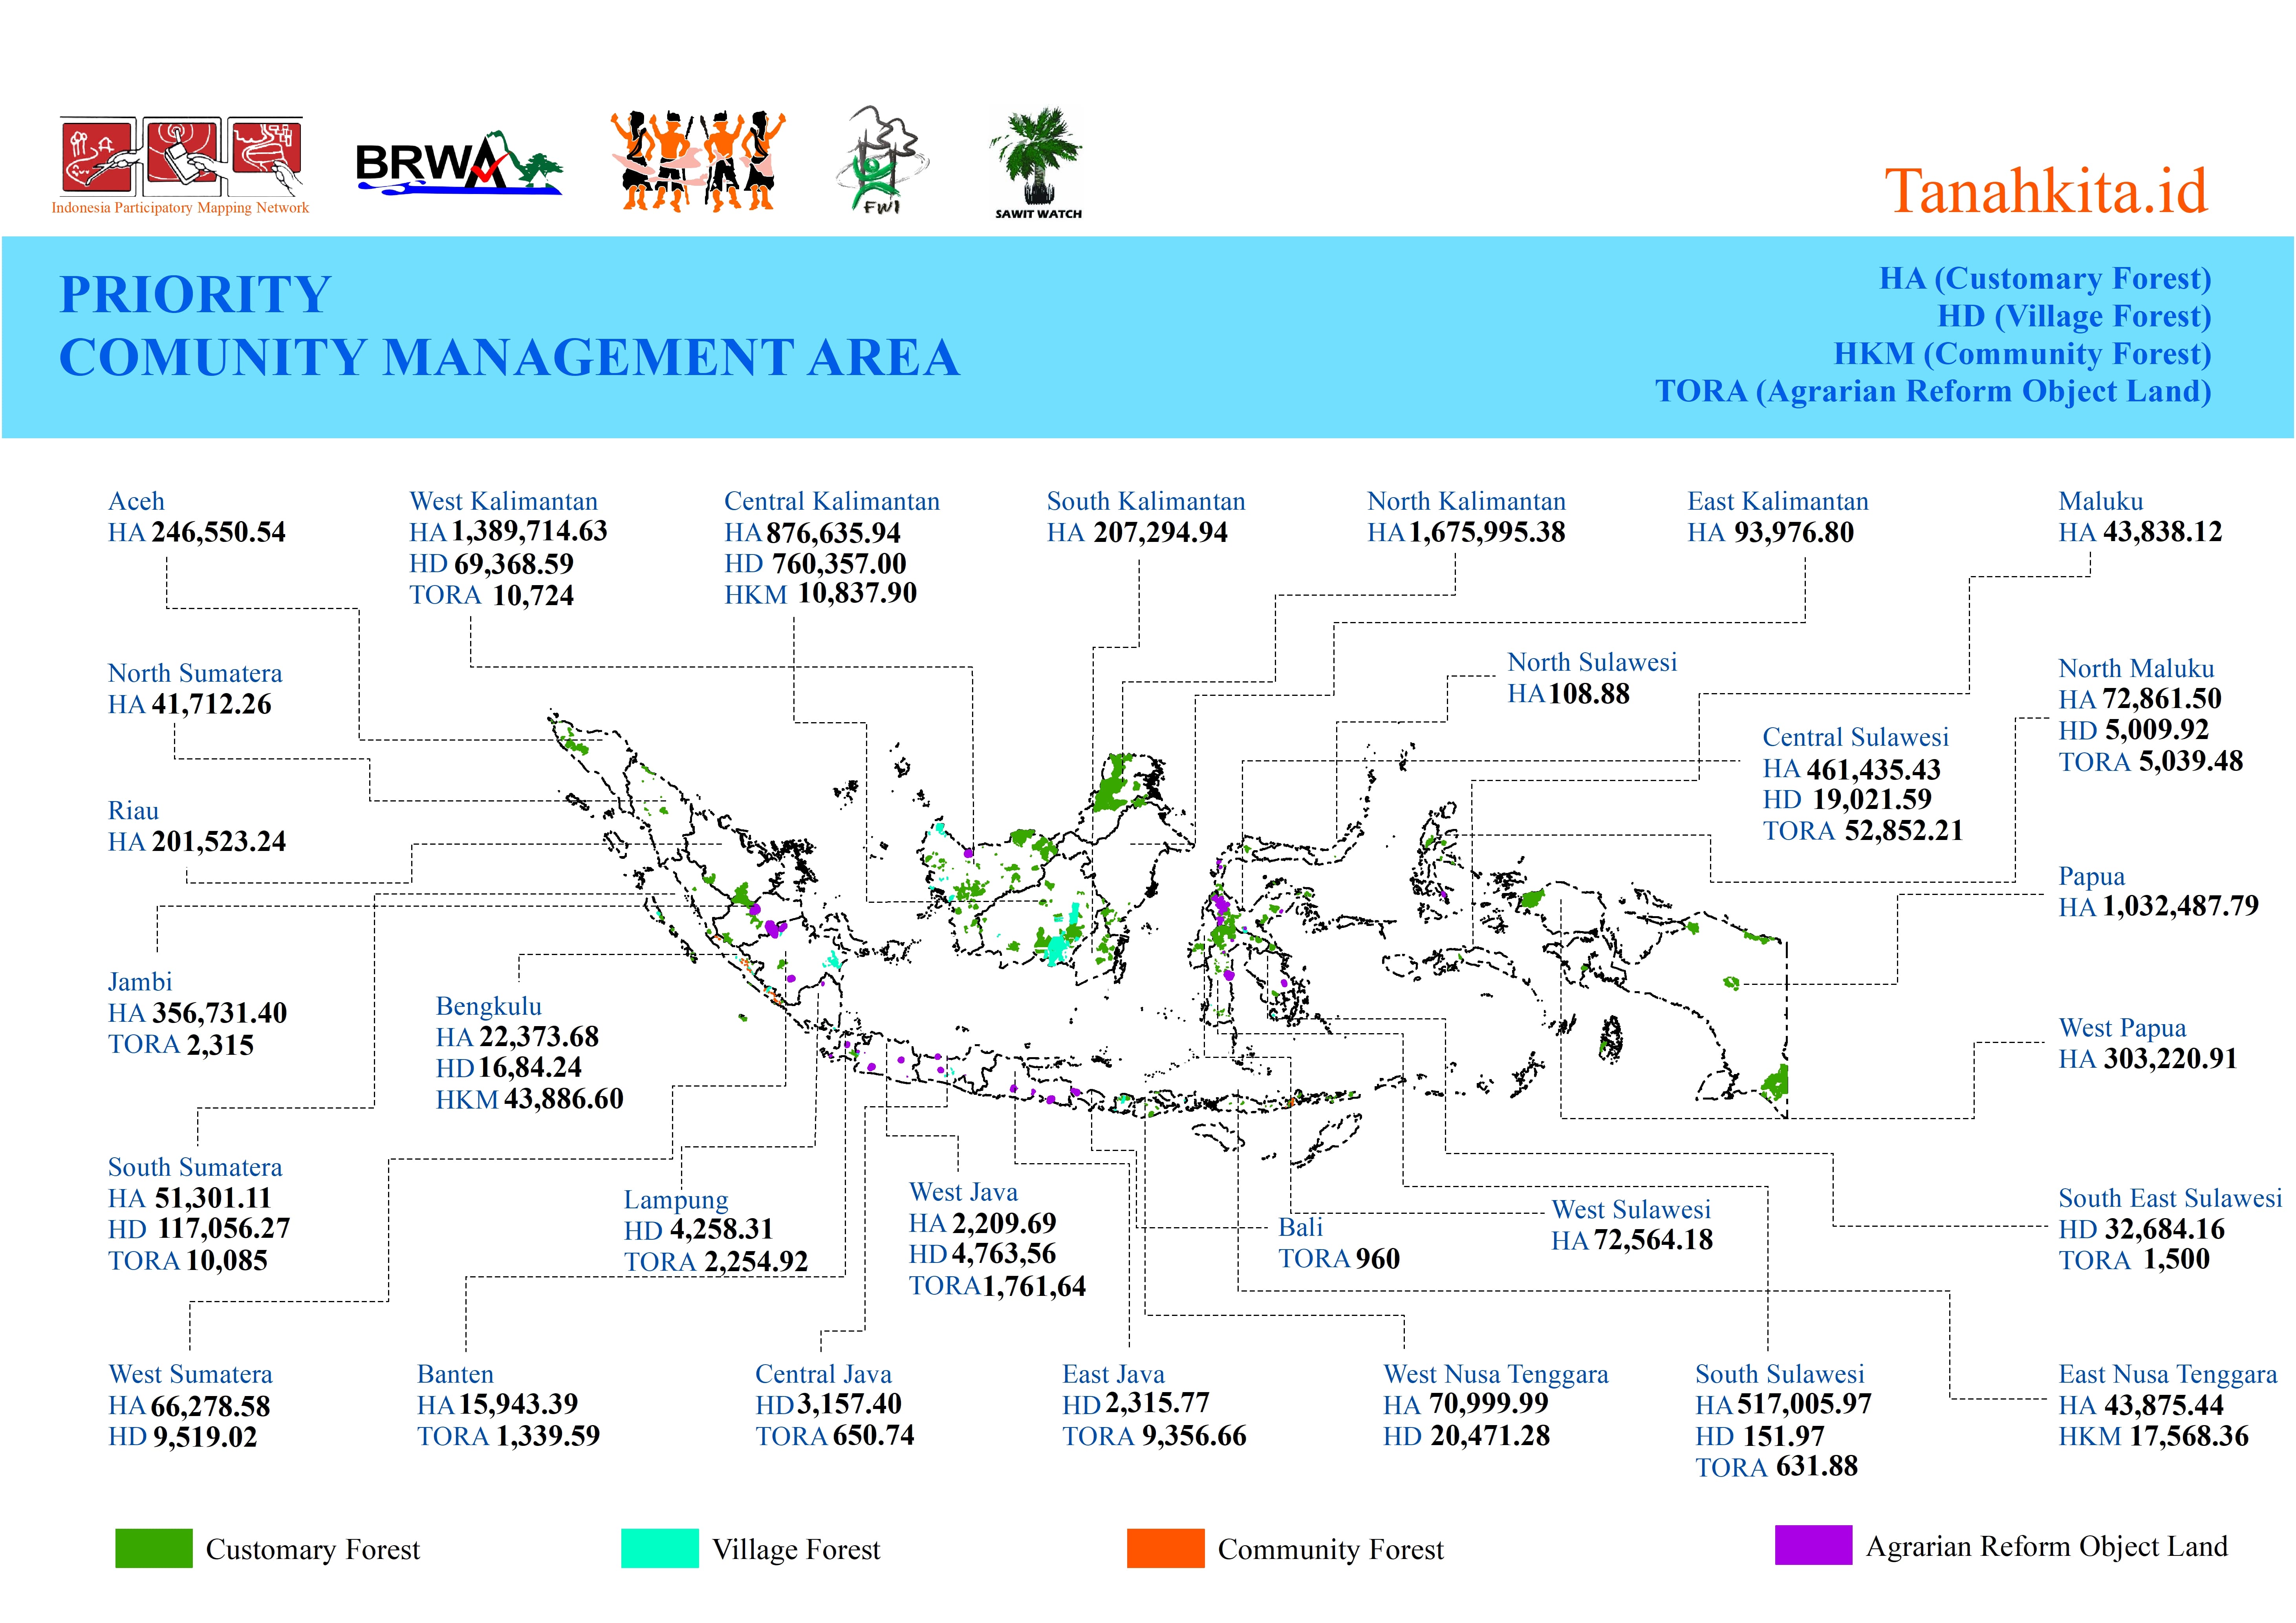 Indonesia Participatory Mapping Network
BRWA
FWI
SAWIT WATCH
Tanahkita.id
PRIORITY
COMUNITY MANAGEMENT AREA
HA (Customary Forest)
HD (Village Forest)
HKM (Community Forest)
TORA (Agrarian Reform Object Land)
Aceh
HA 246,550.54
West Kalimantan
HA 1,389,714.63
HD 69,368.59
TORA 10,724
Central Kalimantan
HA 876,635.94
HD 760,357.00
HKM 10,837.90
South Kalimantan
HA 207,294.94
North Kalimantan
HA 1,675,995.38
East Kalimantan
HA 93,976.80
Maluku
HA 43,838.12
North Sumatera
HA 41,712.26
North Sulawesi
HA 108.88
North Maluku
HA 72,861.50
HD 5,009.92
TORA 5,039.48
Central Sulawesi
HA 461,435.43
HD 19,021.59
TORA 52,852.21
Riau
HA 201,523.24
Papua
HA 1,032,487.79
Jambi
HA 356,731.40
TORA 2,315
Bengkulu
HA 22,373.68
HD 16,84.24
HKM 43,886.60
West Papua
HA 303,220.91
South Sumatera
HA 51,301.11
HD 117,056.27
TORA 10,085
Lampung
HD 4,258.31
TORA 2,254.92
West Java
HA 2,209.69
HD 4,763,56
TORA 1,761,64
Bali
TORA 960
West Sulawesi
HA 72,564.18
South East Sulawesi
HD 32,684.16
TORA 1,500
West Sumatera
HA 66,278.58
HD 9,519.02
Banten
HA 15,943.39
TORA 1,339.59
Central Java
HD 3,157.40
TORA 650.74
East Java
HD 2,315.77
TORA 9,356.66
West Nusa Tenggara
HA 70,999.99
HD 20,471.28
South Sulawesi
HA 517,005.97
HD 151.97
TORA 631.88
East Nusa Tenggara
HA 43,875.44
HKM 17,568.36
Customary Forest
Village Forest
Community Forest
Agrarian Reform Object Land